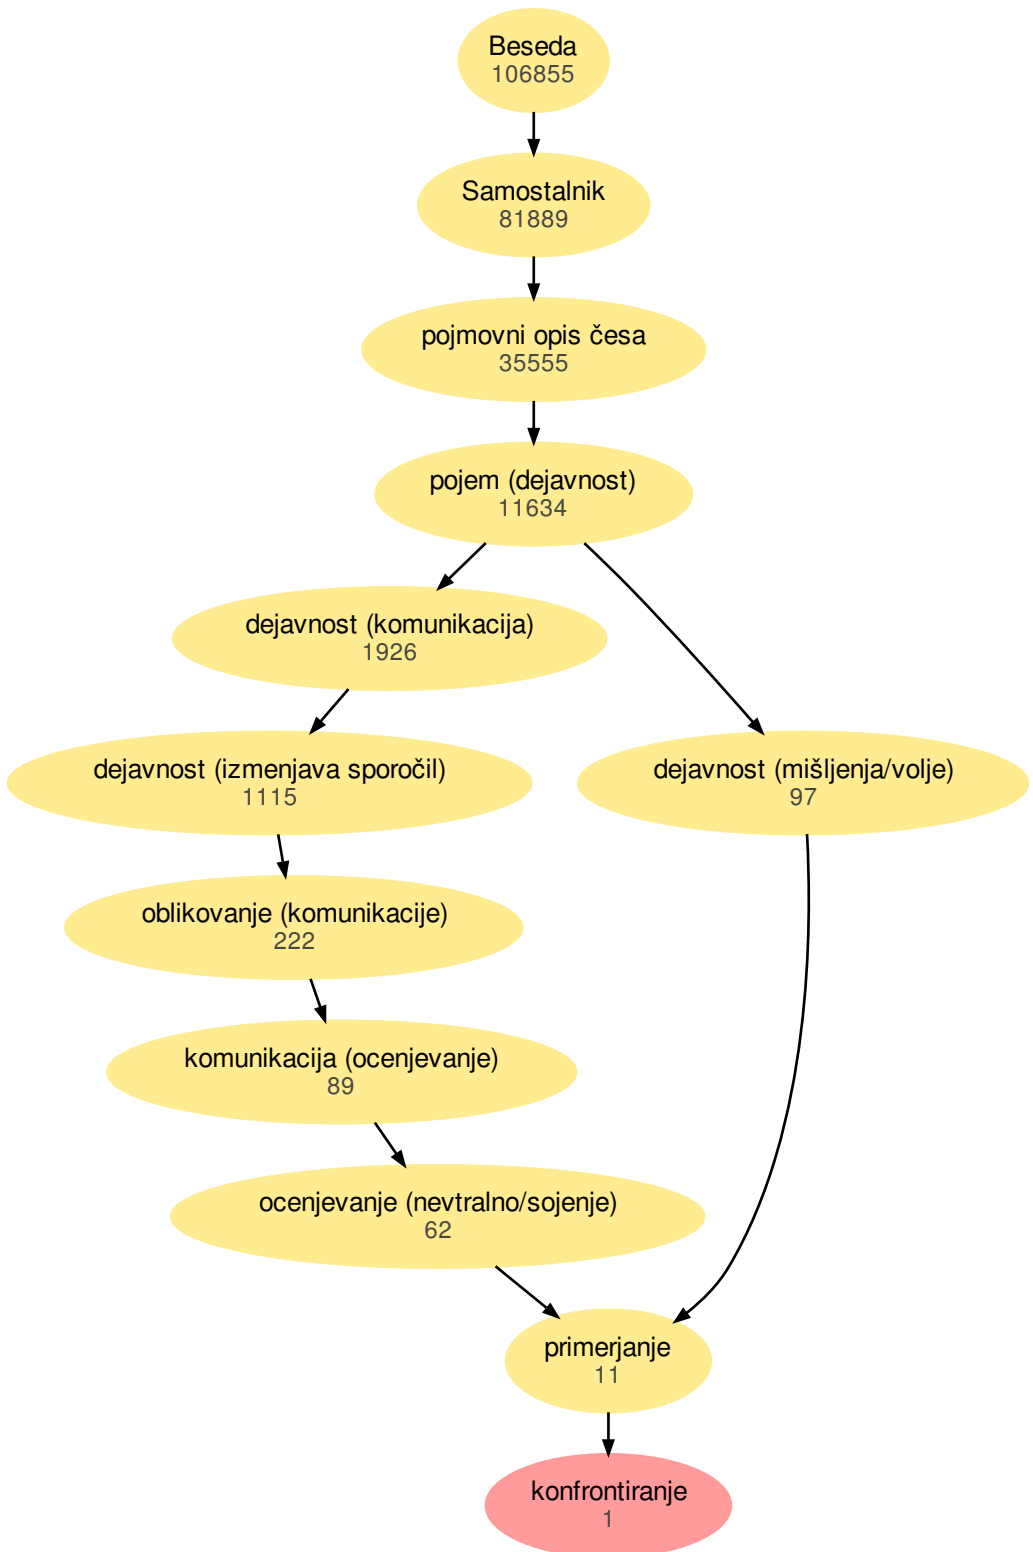 Beseda
106855
Samostalnik
81889
pojmovni opis česa
35555
pojem (dejavnost)
11634
dejavnost (komunikacija)
1926
dejavnost (izmenjava sporočil)
1115
dejavnost (mišljenja/volje)
97
oblikovanje (komunikacije)
222
komunikacija (ocenjevanje)
89
ocenjevanje (nevtralno/sojenje)
62
primerjanje
11
konfrontiranje
1